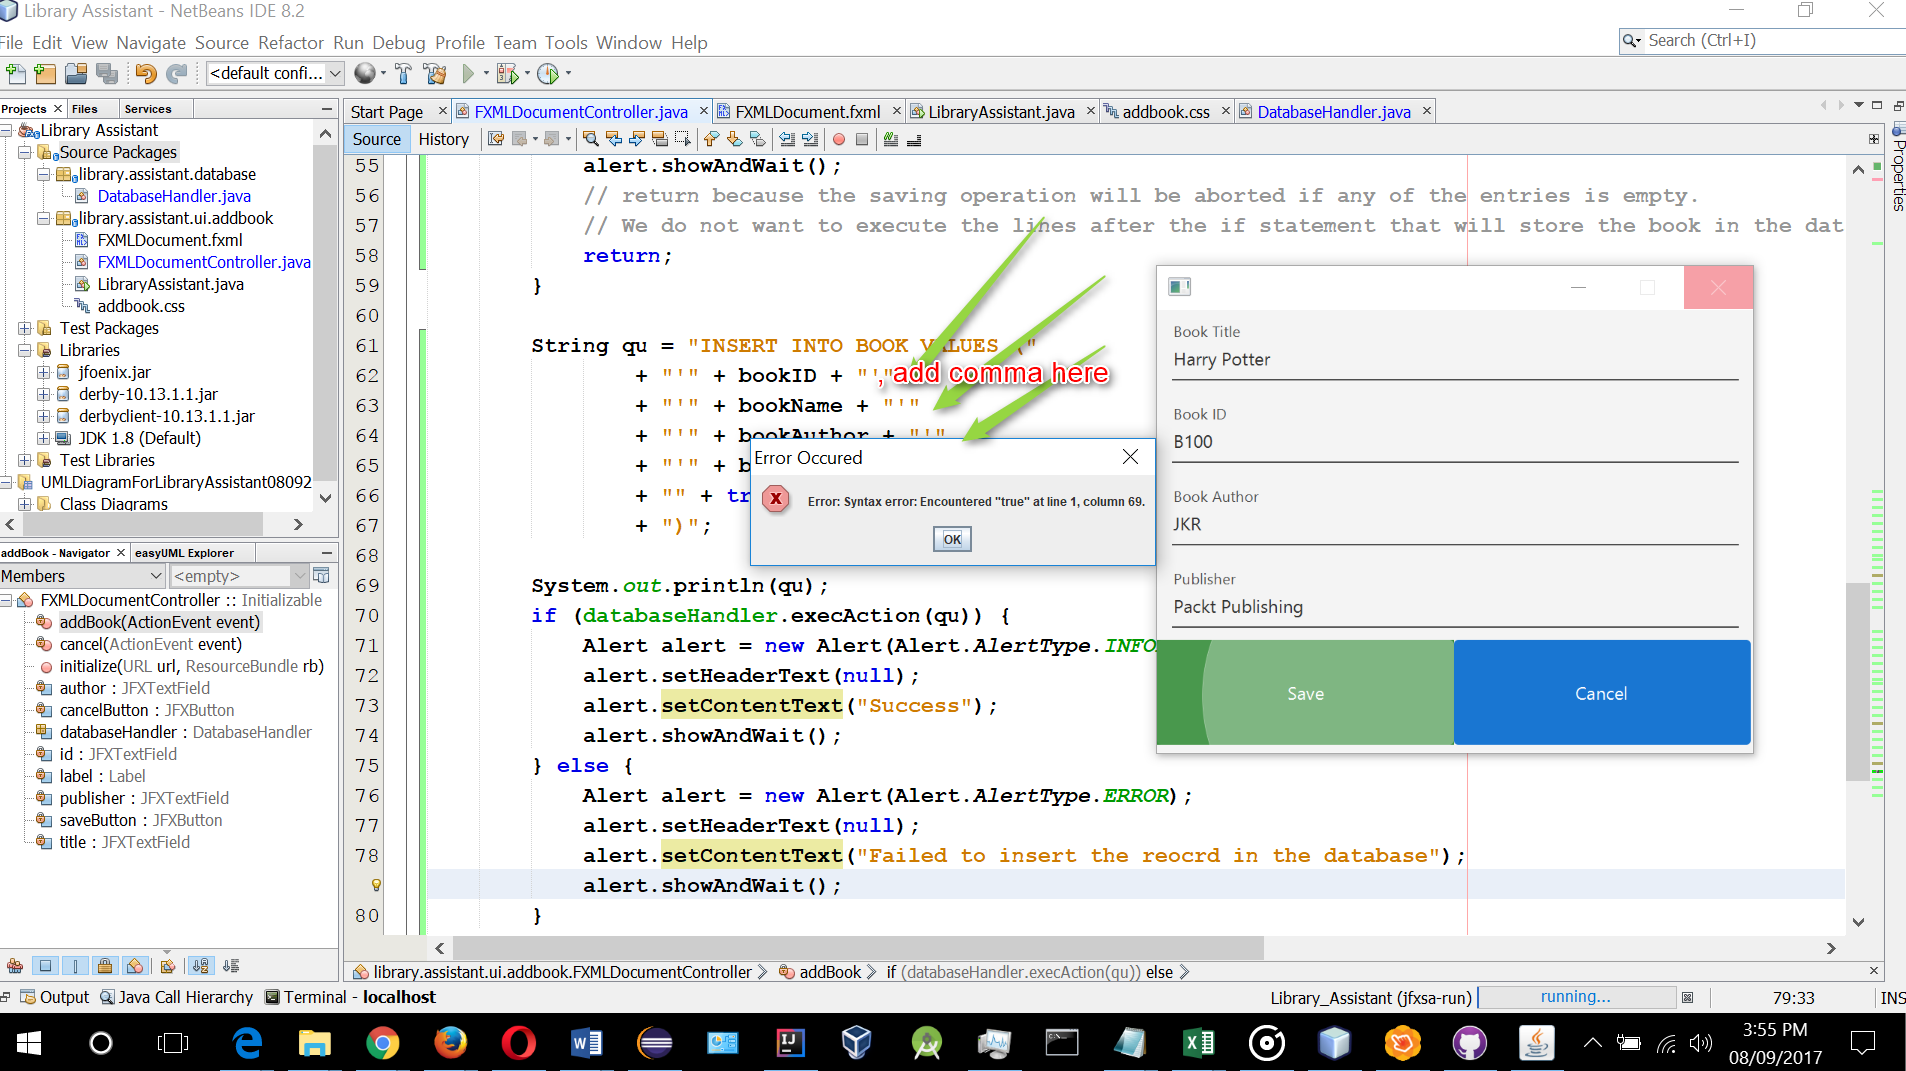 Library Assistant - NetBeans IDE 8.2
File Edit View Navigate Source Refactor Run Debug Profile Team Tools Window Help
Search (Ctrl+I)
<default confi...
Projects Files Services
Library Assistant
Source Packages
library.assistant.database
DatabaseHandler.java
library.assistant.ui.addbook
FXMLDocument.fxml
FXMLDocumentController.java
LibraryAssistant.java
addbook.css
Test Packages
Libraries
jfoenix.jar
derby-10.13.1.1.jar
derbyclient-10.13.1.1.jar
JDK 1.8 (Default)
Test Libraries
UMLDiagramForLibraryAssistant08092
Class Diagrams
addBook - Navigator easyUML Explorer
Members <empty>
FXMLDocumentController :: Initializable
addBook(ActionEvent event)
cancel(ActionEvent event)
initialize(URL url, ResourceBundle rb)
author : JFXTextField
cancelButton : JFXButton
databaseHandler : DatabaseHandler
id : JFXTextField
label : Label
publisher : JFXTextField
saveButton : JFXButton
title : JFXTextField
Start Page FXMLDocumentController.java FXMLDocument.fxml LibraryAssistant.java addbook.css DatabaseHandler.java
Source History
Properties
55 alert.showAndWait();
56 // return because the saving operation will be aborted if any of the entries is empty.
57 // We do not want to execute the lines after the if statement that will store the book in the dat
58 return;
59 }
60
61 String qu = "INSERT INTO BOOK VALUES ("
62 + "'" + bookID + "'"
, add comma here
63 + "'" + bookName + "'"
64 + "'" + bookAuthor + "'"
65 + "'" + b
66 + "" + tr
67 + ")";
68
69 System.out.println(qu);
70 if (databaseHandler.execAction(qu)) {
71 Alert alert = new Alert(Alert.AlertType.INFO
72 alert.setHeaderText(null);
73 alert.setContentText("Success");
74 alert.showAndWait();
75 } else {
76 Alert alert = new Alert(Alert.AlertType.ERROR);
77 alert.setHeaderText(null);
78 alert.setContentText("Failed to insert the reocrd in the database");
alert.showAndWait();
80 }
Error Occured
Error: Syntax error: Encountered "true" at line 1, column 69.
OK
Book Title
Harry Potter
Book ID
B100
Book Author
JKR
Publisher
Packt Publishing
Save Cancel
library.assistant.ui.addbook.FXMLDocumentController addBook if (databaseHandler.execAction(qu)) else
Output Java Call Hierarchy Terminal - localhost
Library_Assistant (jfxsa-run) running... 79:33 INS
3:55 PM
08/09/2017